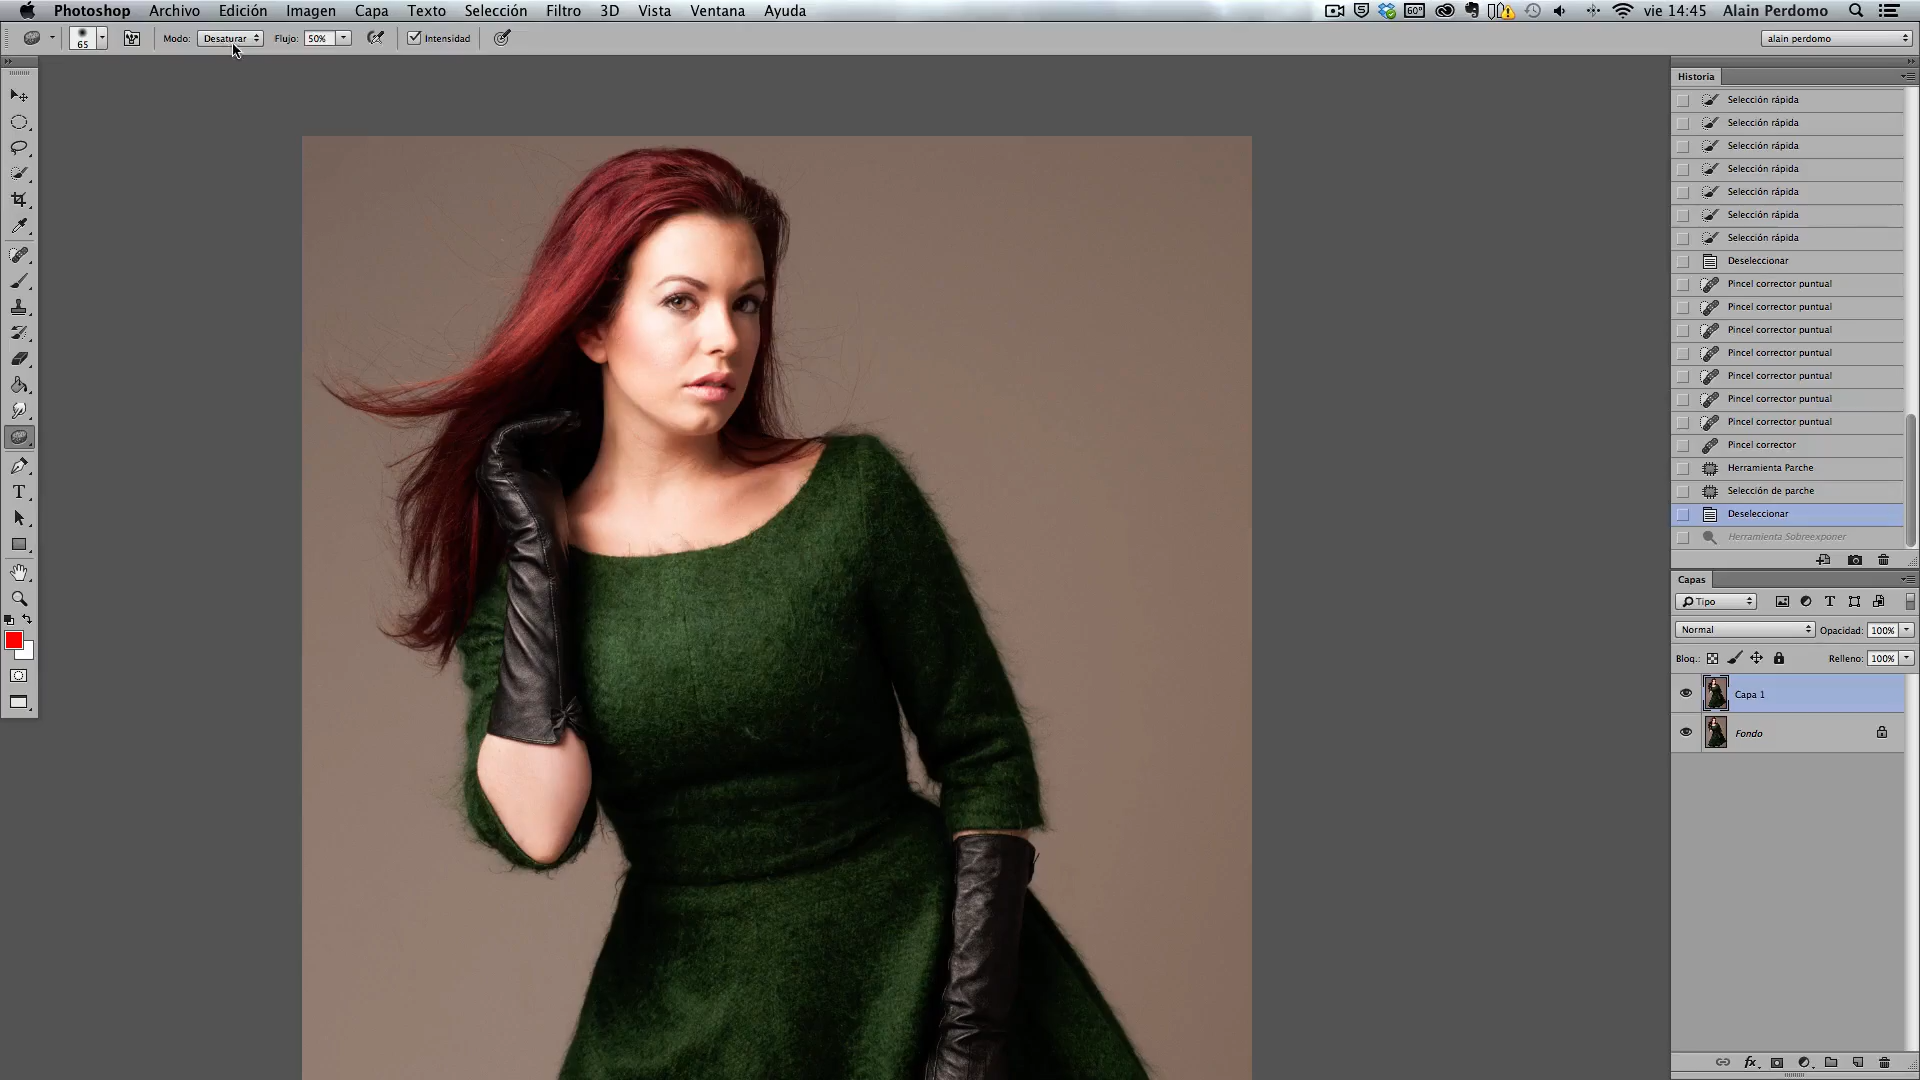 Photoshop Archivo Edición Imagen Capa Texto Selección Filtro 3D Vista Ventana Ayuda 60° vie 14:45 Alain Perdomo
65 Modo: Desaturar Flujo: 50% Intensidad alain perdomo
Historia
Selección rápida
Selección rápida
Selección rápida
Selección rápida
Selección rápida
Selección rápida
Selección rápida
Deseleccionar
Pincel corrector puntual
Pincel corrector puntual
Pincel corrector puntual
Pincel corrector puntual
Pincel corrector puntual
Pincel corrector puntual
Pincel corrector puntual
Pincel corrector
Herramienta Parche
Selección de parche
Deseleccionar
Herramienta Sobreexponer
Capas
Tipo
Normal Opacidad: 100%
Bloq.: Relleno: 100%
Capa 1
Fondo